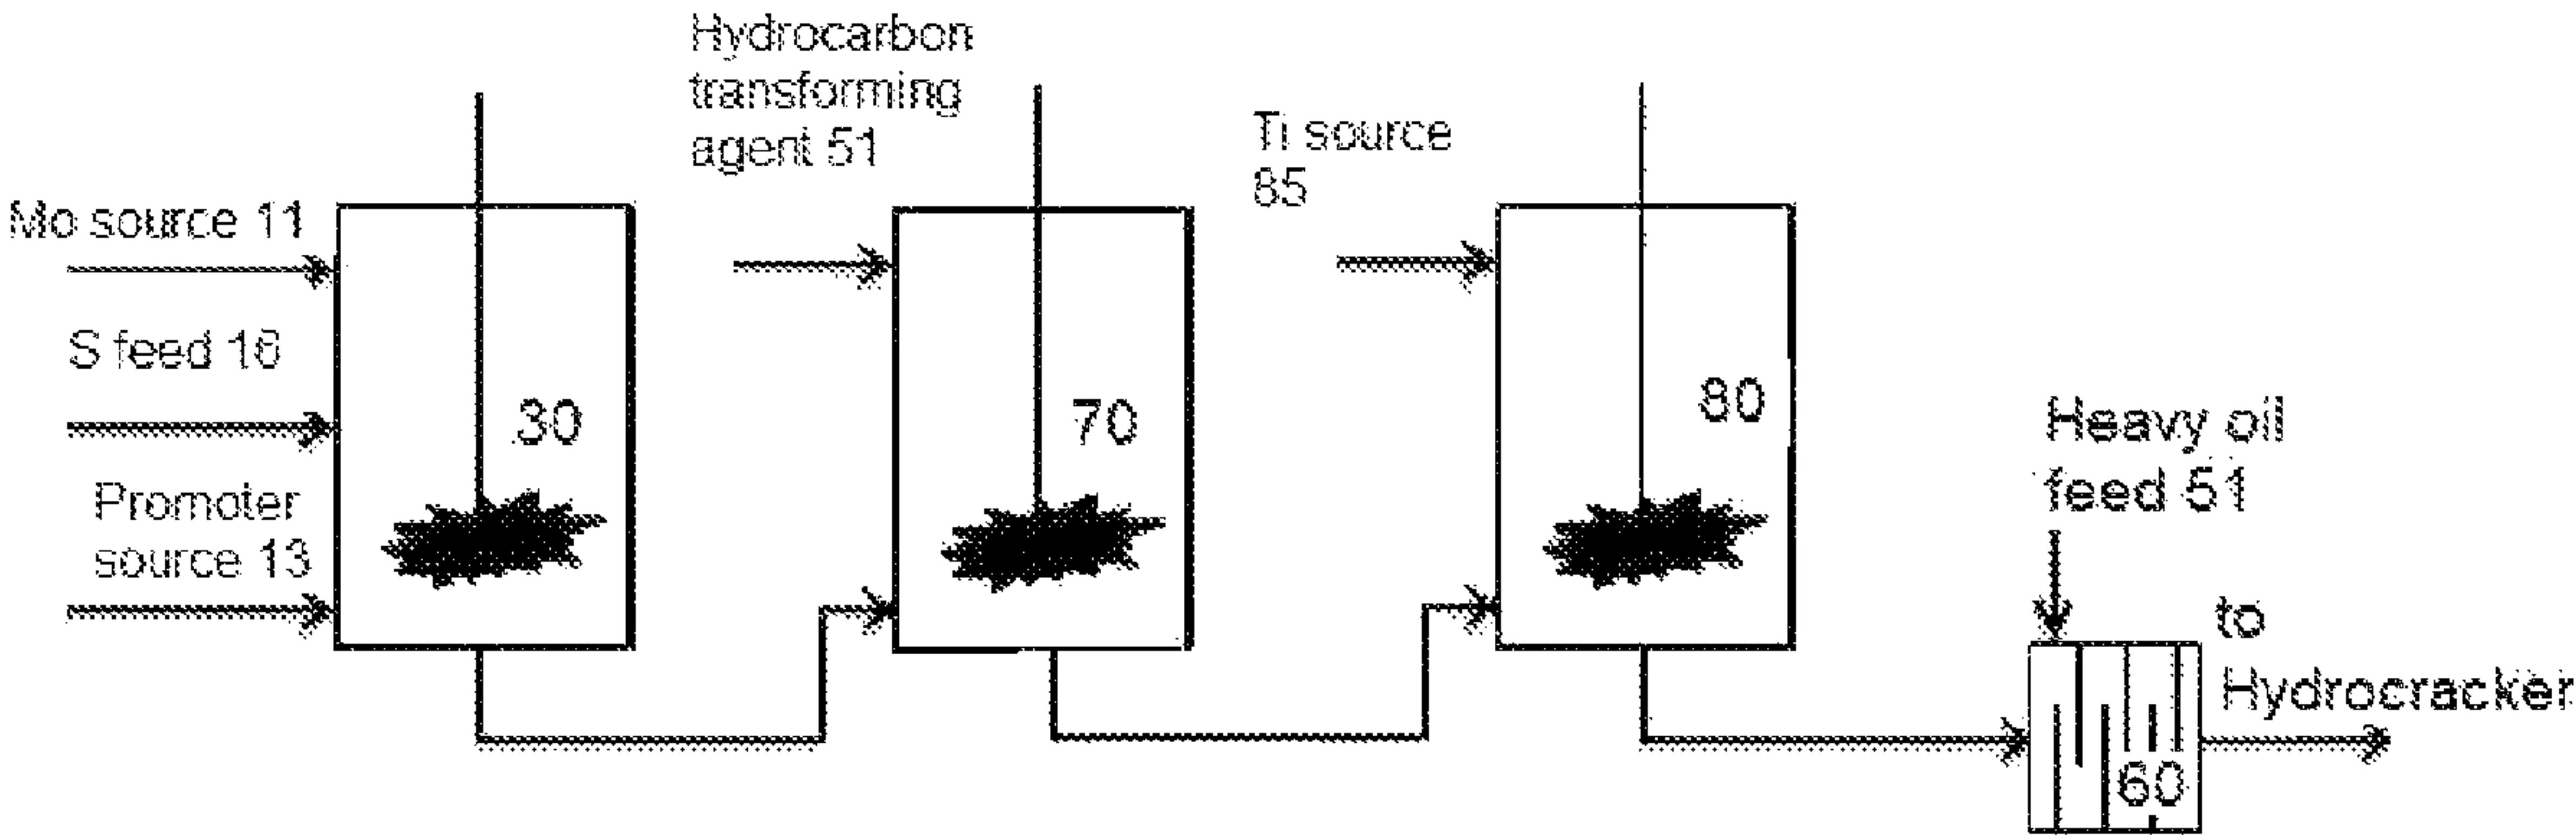 Hydrocarbon
transforming
agent 51
Ti source
85
Mo source 11
S feed 16
Promoter
source 13
30
70
80
Heavy oil
feed 51
to
Hydrocracker
60